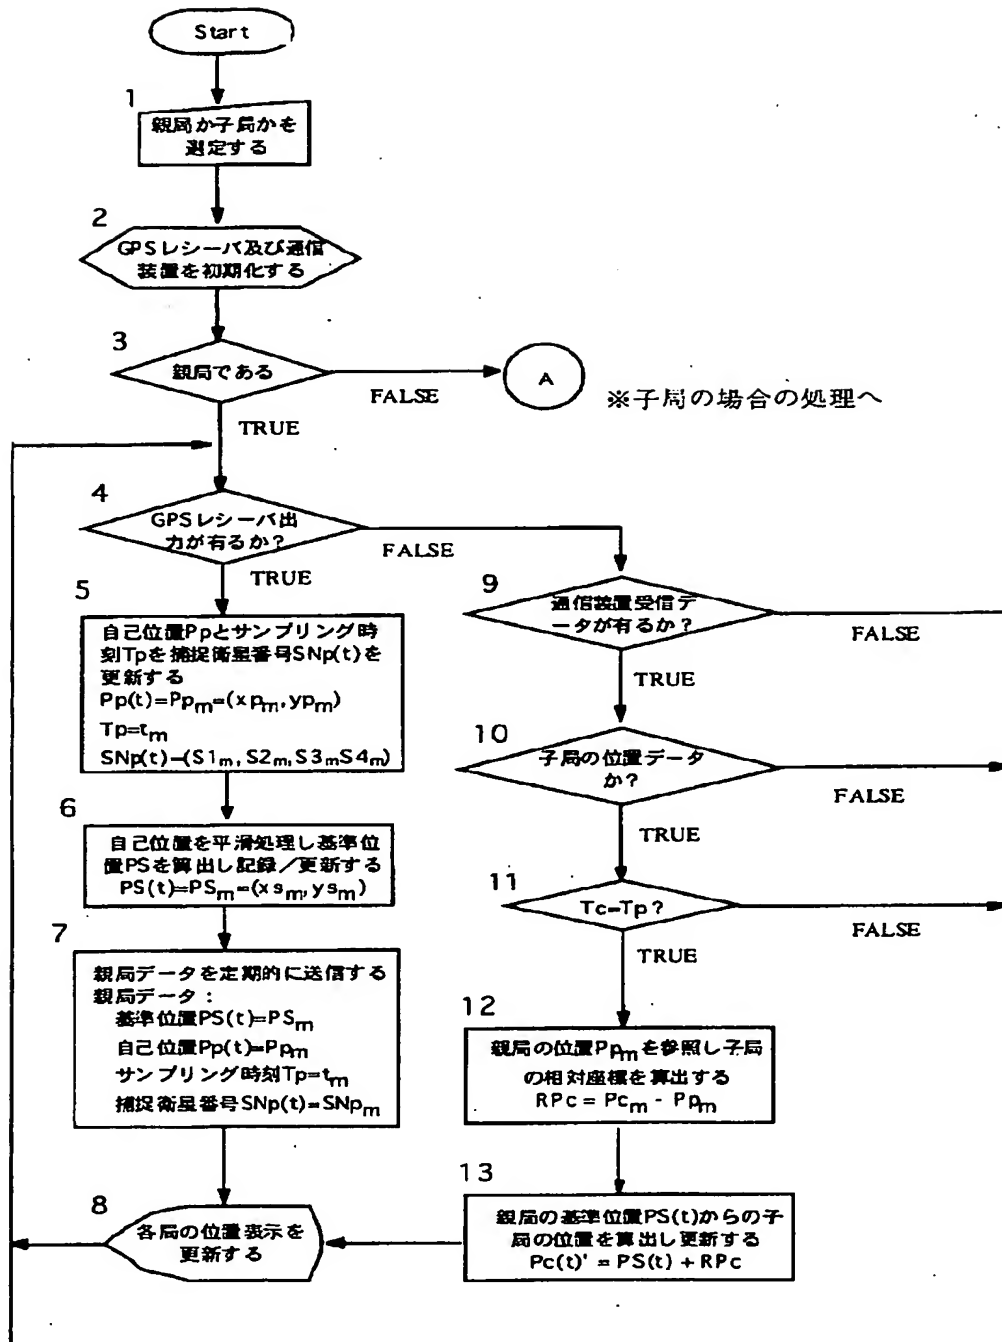 Start
1
親局か子局かを
選定する
2
GPSレシーバ及び通信
装置を初期化する
3
親局である
FALSE
A
※子局の場合の処理へ
TRUE
4
GPSレシーバ出
力が有るか?
FALSE
TRUE
5
自己位置Ppとサンプリング時
刻Tpを捕捉衛星番号SNp(t)を
更新する
Pp(t)=Ppm=(xpm,ypm)
Tp=tm
SNp(t)=(S1m,S2m,S3mS4m)
6
自己位置を平滑処理し基準位
置PSを算出し記録/更新する
PS(t)=PSm=(xsm,ysm)
7
親局データを定期的に送信する
親局データ:
基準位置PS(t)=PSm
自己位置Pp(t)=Ppm
サンプリング時刻Tp=tm
捕捉衛星番号SNp(t)=SNpm
8
各局の位置表示を
更新する
9
通信装置受信デ
ータが有るか?
FALSE
TRUE
10
子局の位置データ
か?
FALSE
TRUE
11
Tc=Tp?
FALSE
TRUE
12
親局の位置Ppmを参照し子局
の相対座標を算出する
RPc = Pcm - Ppm
13
親局の基準位置PS(t)からの子
局の位置を算出し更新する
Pc(t)' = PS(t) + RPc